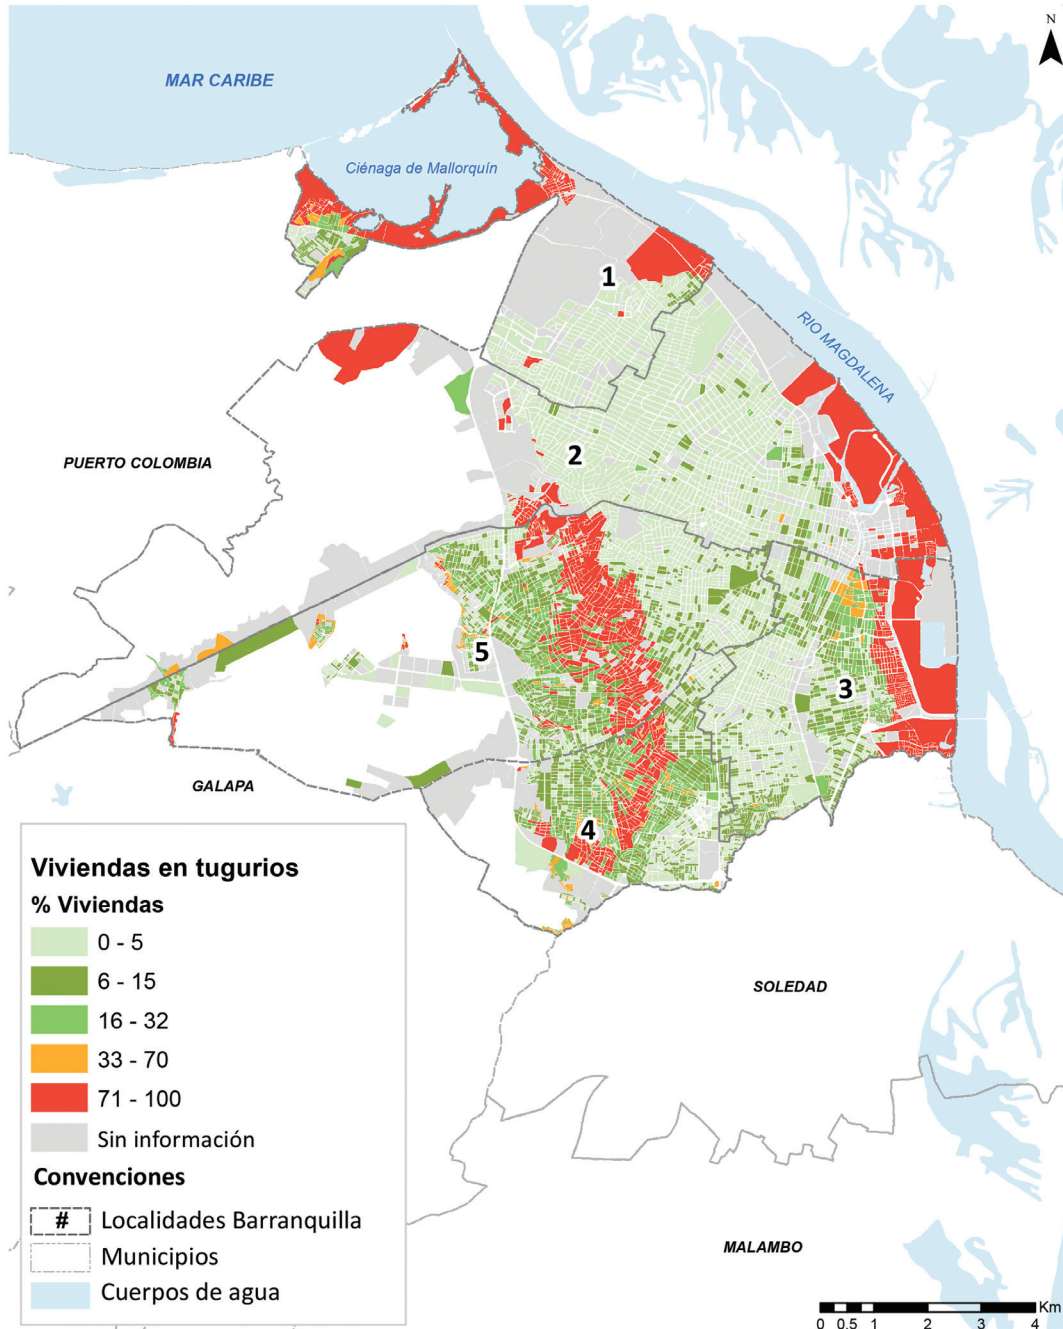 N
MAR CARIBE
Ciénaga de Mallorquín
1
RIO MAGDALENA
2
PUERTO COLOMBIA
5
3
GALAPA
4
Viviendas en tugurios
% Viviendas
0 - 5
6 - 15
16 - 32
33 - 70
71 - 100
Sin información
Convenciones
# Localidades Barranquilla
Municipios
Cuerpos de agua
SOLEDAD
MALAMBO
Km
0 0.5 1 2 3 4